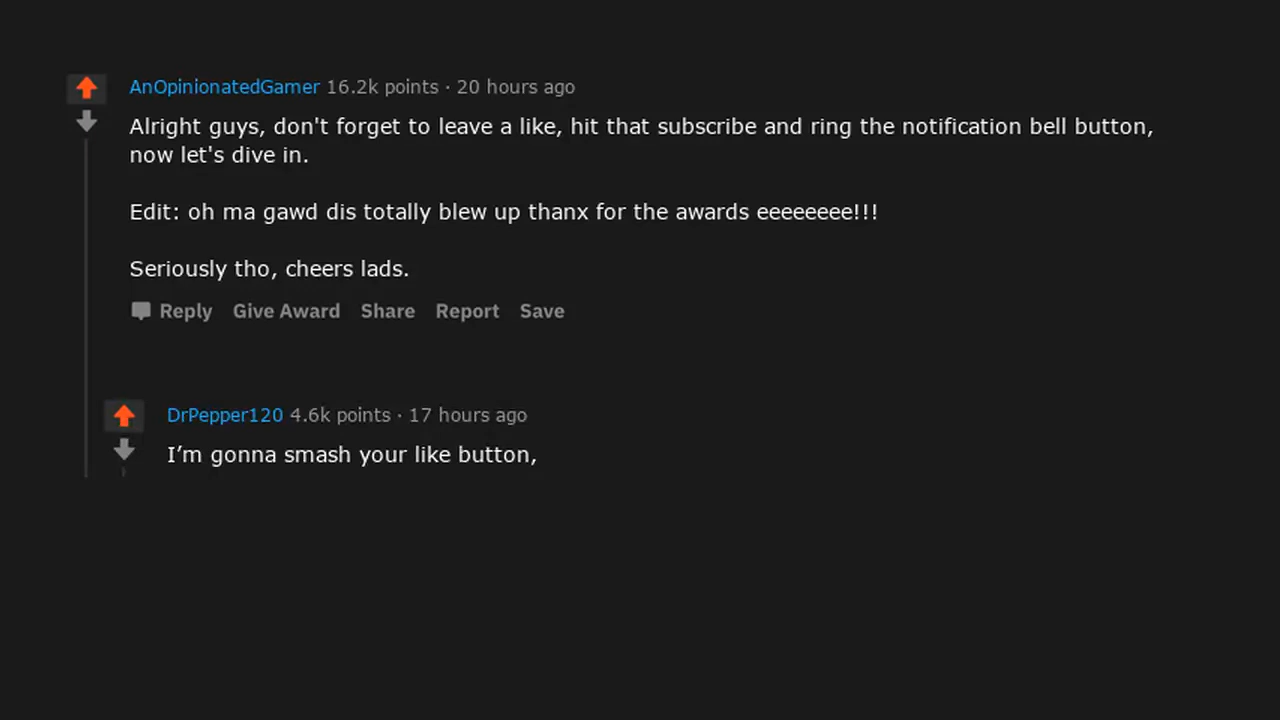 AnOpinionatedGamer 16.2k points · 20 hours ago
Alright guys, don't forget to leave a like, hit that subscribe and ring the notification bell button,
now let's dive in.
Edit: oh ma gawd dis totally blew up thanx for the awards eeeeeeee!!!
Seriously tho, cheers lads.
Reply Give Award Share Report Save
DrPepper120 4.6k points · 17 hours ago
I’m gonna smash your like button,